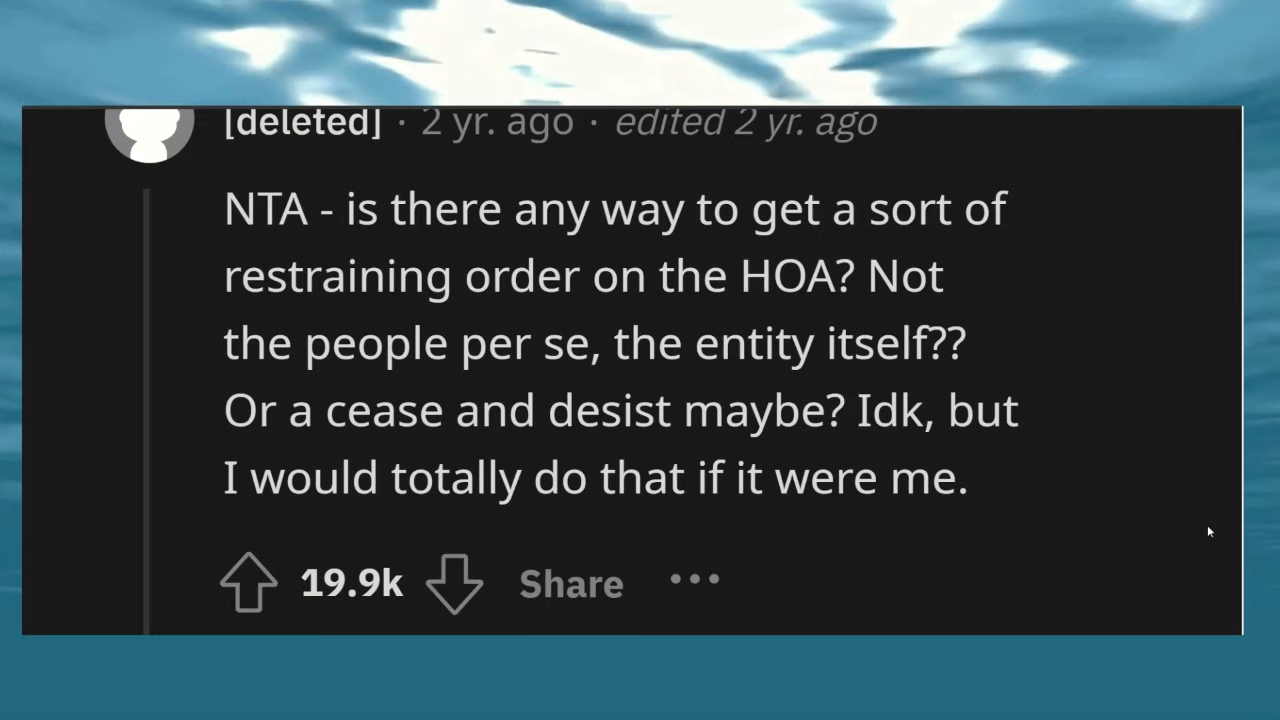 [deleted] · 2 yr. ago · edited 2 yr. ago
NTA - is there any way to get a sort of
restraining order on the HOA? Not
the people per se, the entity itself??
Or a cease and desist maybe? Idk, but
I would totally do that if it were me.
19.9k Share •••